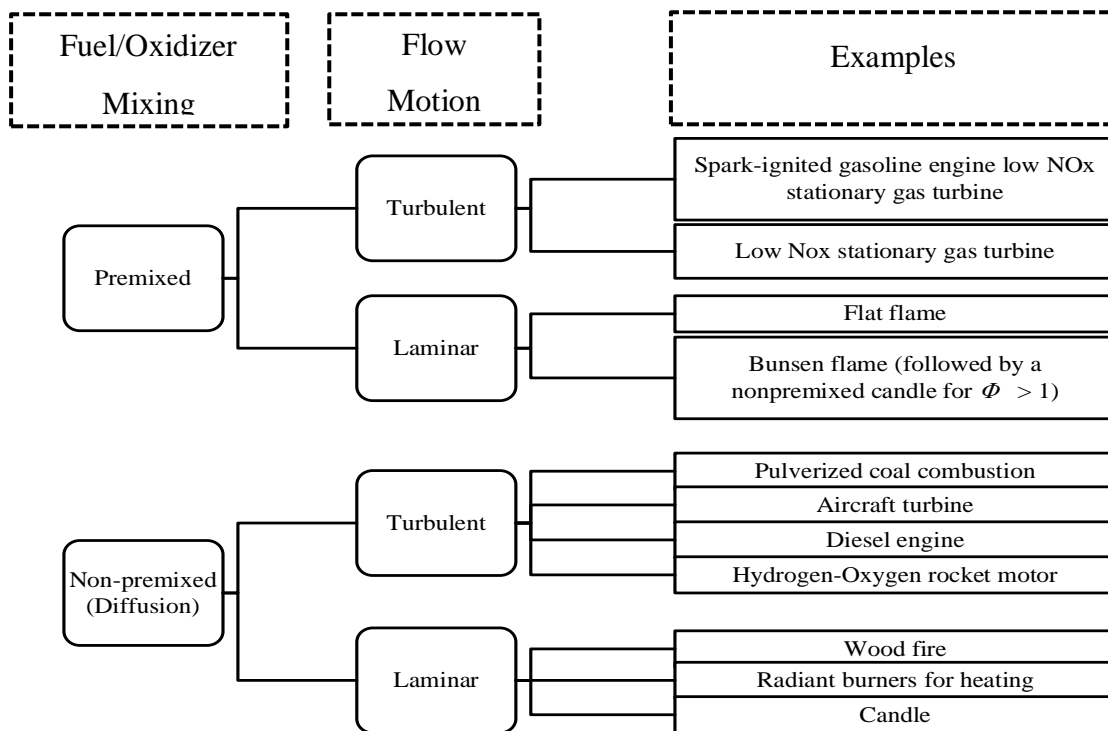 Fuel/Oxidizer
Mixing
Flow
Motion
Examples
Premixed
Turbulent
Spark-ignited gasoline engine low NOx
stationary gas turbine
Low Nox stationary gas turbine
Laminar
Flat flame
Bunsen flame (followed by a
nonpremixed candle for Φ > 1)
Non-premixed
(Diffusion)
Turbulent
Pulverized coal combustion
Aircraft turbine
Diesel engine
Hydrogen-Oxygen rocket motor
Laminar
Wood fire
Radiant burners for heating
Candle